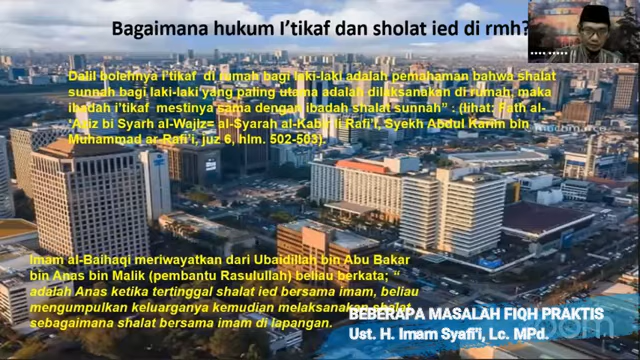 Bagaimana hukum I'tikaf dan sholat ied di rmh?
Dalil bolehnya i'tikaf di rumah bagi laki-laki adalah pemahaman bahwa shalat
sunnah bagi laki-laki yang paling utama adalah dilaksanakan di rumah, maka
ibadah i'tikaf mestinya sama dengan ibadah shalat sunnah" : (lihat: Fath al-
'Aziz bi Syarh al-Wajiz= al-Syarah al-Kabir li Rafi'I, Syekh Abdul Karim bin
Muhammad ar-Rafi'i, juz 6, hlm. 502-503).
Imam al-Baihaqi meriwayatkan dari Ubaidillah bin Abu Bakar
bin Anas bin Malik (pembantu Rasulullah) beliau berkata; "
adalah Anas ketika tertinggal shalat ied bersama imam, beliau
mengumpulkan keluarganya kemudian melaksanakan shalat
sebagaimana shalat bersama imam di lapangan.
BEBERAPA MASALAH FIQH PRAKTIS
Ust. H. Imam Syafi'i, Lc. MPd.